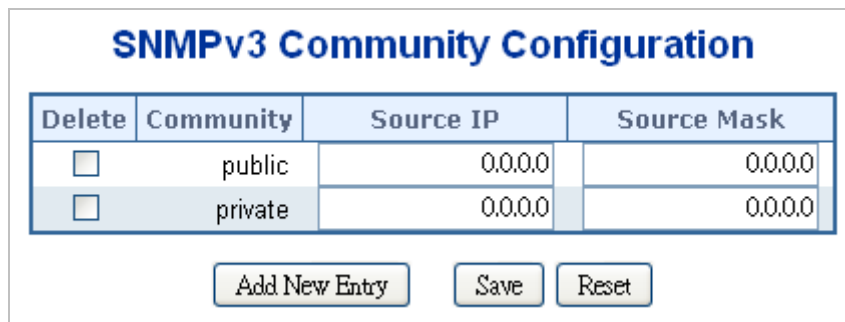 SNMPv3 Community Configuration
Delete Community Source IP Source Mask
public 0.0.0.0 0.0.0.0
private 0.0.0.0 0.0.0.0
Add New Entry Save Reset